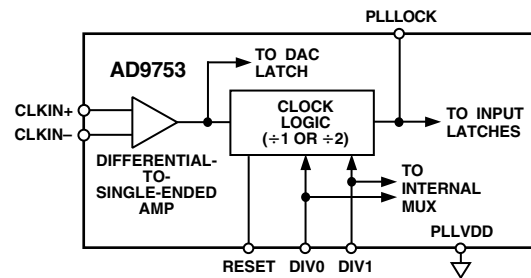 PLLLOCK
AD9753
TO DAC
LATCH
CLKIN+
CLKIN–
CLOCK
LOGIC
(÷1 OR ÷2)
TO INPUT
LATCHES
DIFFERENTIAL-
TO-
SINGLE-ENDED
AMP
TO
INTERNAL
MUX
PLLVDD
RESET
DIV0
DIV1